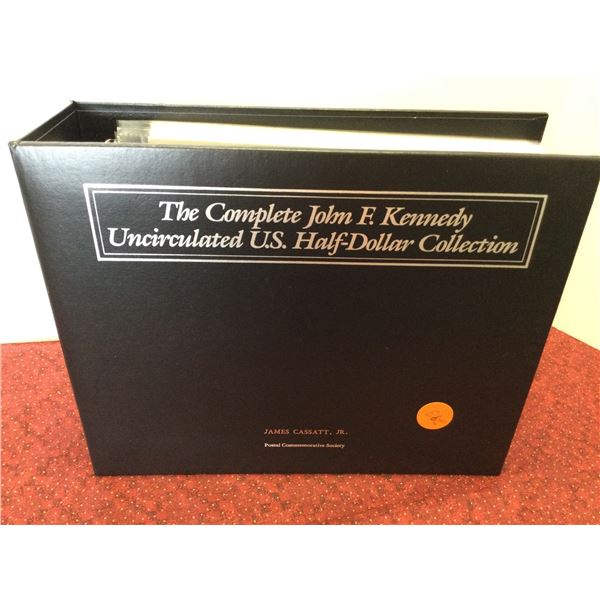 The Complete John F. Kennedy
Uncirculated U.S. Half-Dollar Collection
JAMES CASSATT, JR.
Postal Commemorative Society